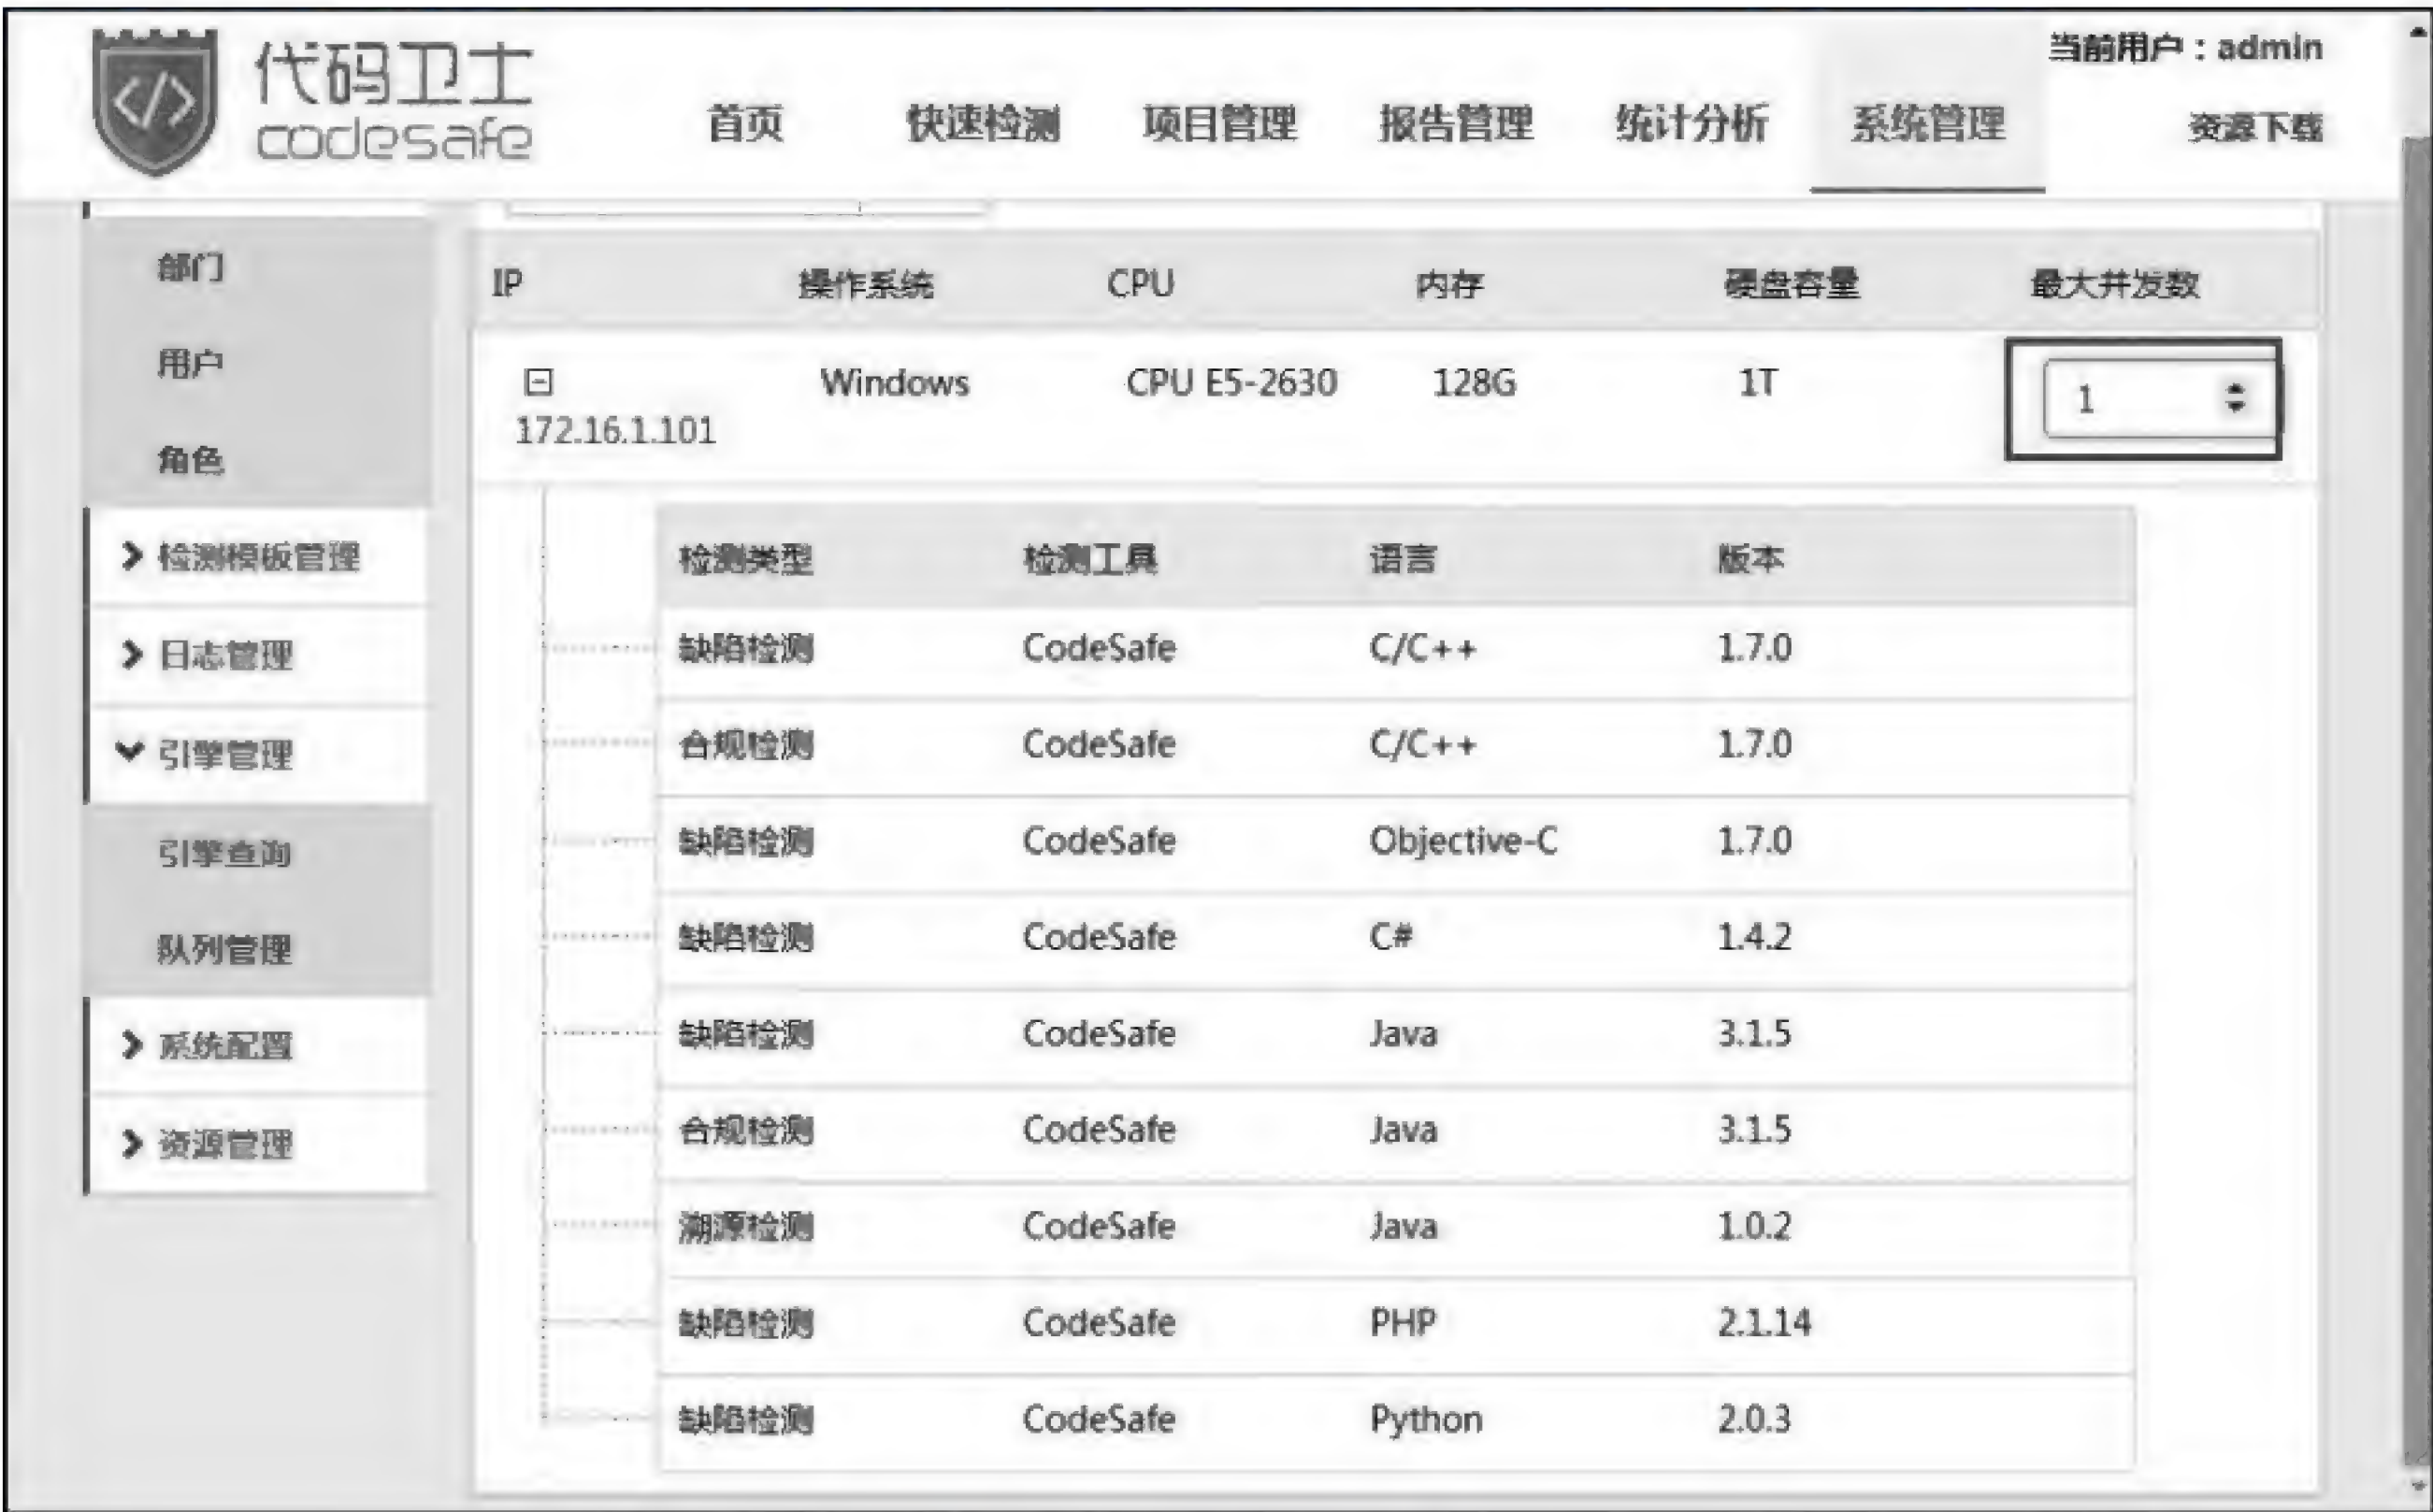 代码卫士
codesafe
首页 快速检测 项目管理 报告管理 统计分析 系统管理
当前用户：admin
资源下载
部门
用户
角色
检测模板管理
日志管理
引擎管理
引擎查询
队列管理
系统配置
资源管理
IP 操作系统 CPU 内存 硬盘容量 最大并发数
172.16.1.101 Windows CPU E5-2630 128G 1T 1
检测类型 检测工具 语言 版本
缺陷检测 CodeSafe C/C++ 1.7.0
合规检测 CodeSafe C/C++ 1.7.0
缺陷检测 CodeSafe Objective-C 1.7.0
缺陷检测 CodeSafe C# 1.4.2
缺陷检测 CodeSafe Java 3.1.5
合规检测 CodeSafe Java 3.1.5
溯源检测 CodeSafe Java 1.0.2
缺陷检测 CodeSafe PHP 2.1.14
缺陷检测 CodeSafe Python 2.0.3